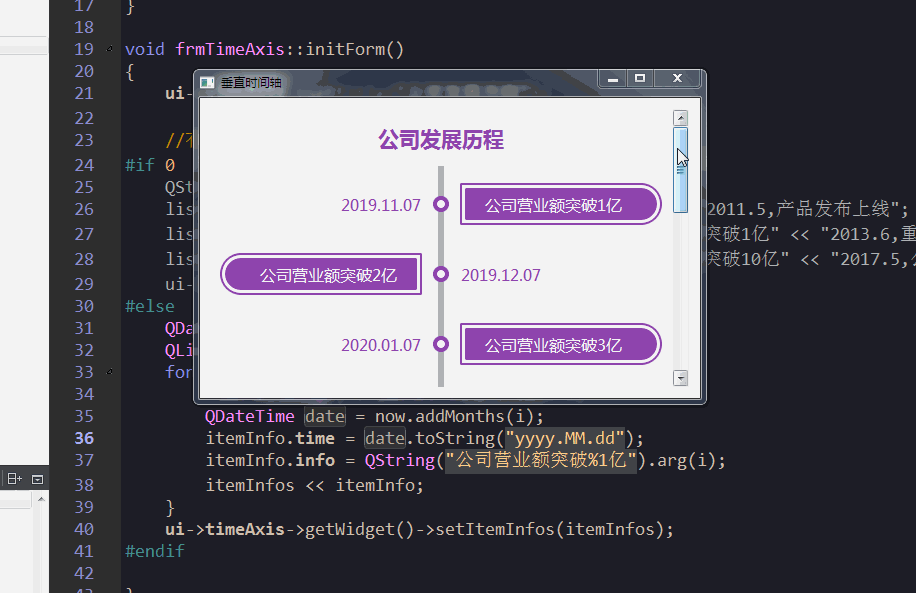 17 }
18
19 void frmTimeAxis::initForm()
20 {
21 ui-
22
23 //
24 #if 0
25 QSt
26 lis 2011.5,产品发布上线";
27 lis 突破1亿" << "2013.6,重
28 lis 突破10亿" << "2017.5,
29 ui-
30 #else
31 QDa
32 QLi
33 for
34
35 QDateTime date = now.addMonths(i);
36 itemInfo.time = date.toString("yyyy.MM.dd");
37 itemInfo.info = QString("公司营业额突破%1亿").arg(i);
38 itemInfos << itemInfo;
39 }
40 ui->timeAxis->getWidget()->setItemInfos(itemInfos);
41 #endif
42
垂直时间轴
公司发展历程
2019.11.07 公司营业额突破1亿
公司营业额突破2亿 2019.12.07
2020.01.07 公司营业额突破3亿